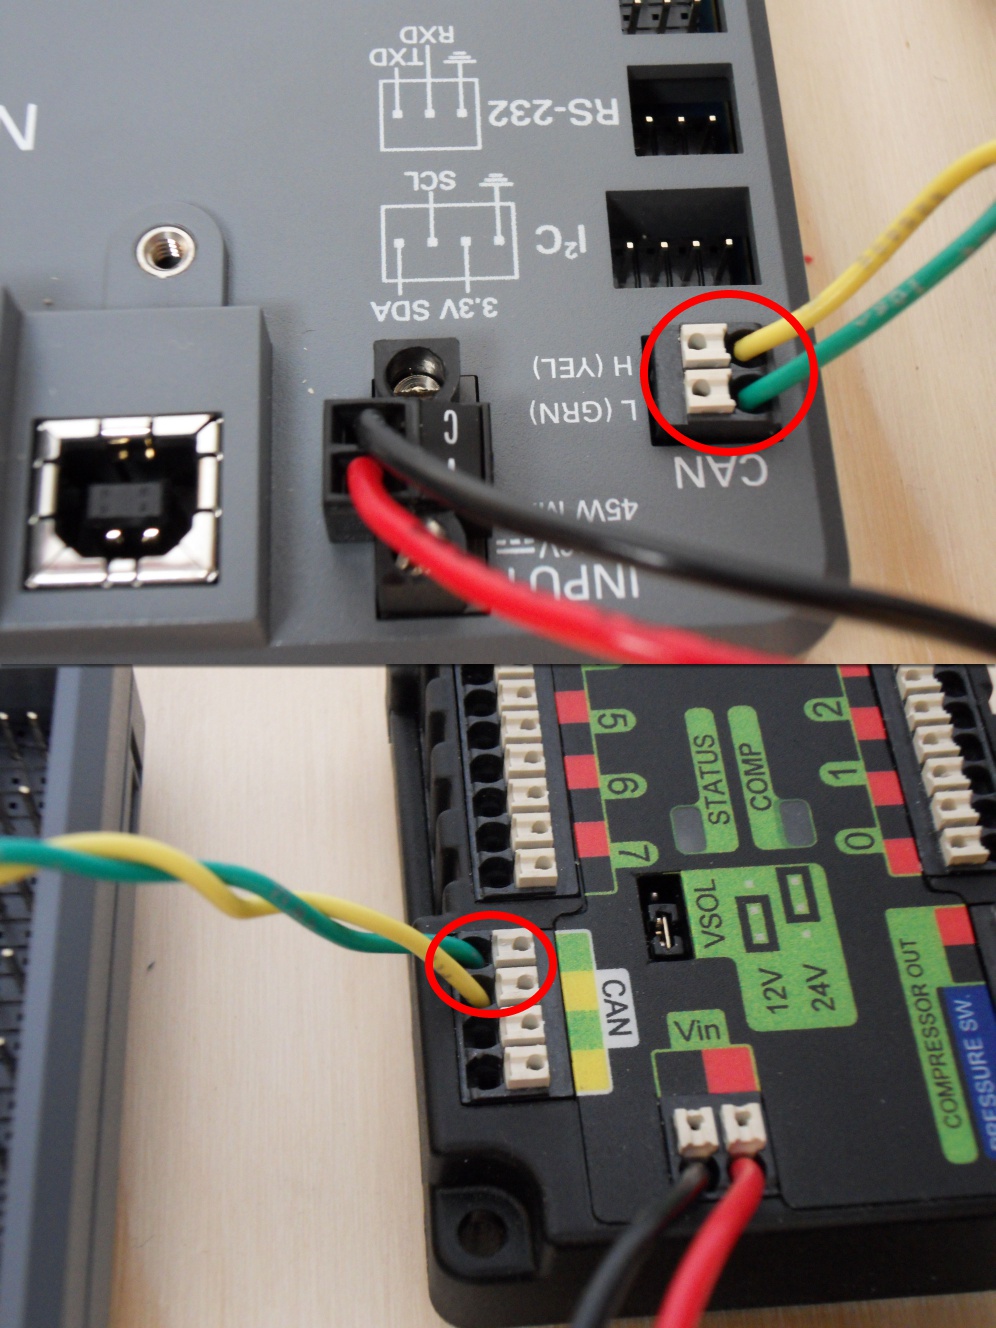 RXD
TXD
RS-232
SCL
I²C
3.3V SDA
H (YEL)
L (GRN)
CAN
C
45W
INPUT
5
6
7
STATUS
COMP
2
1
0
VSOL
12V
24V
CAN
Vin
COMPRESSOR OUT
PRESSURE SW.